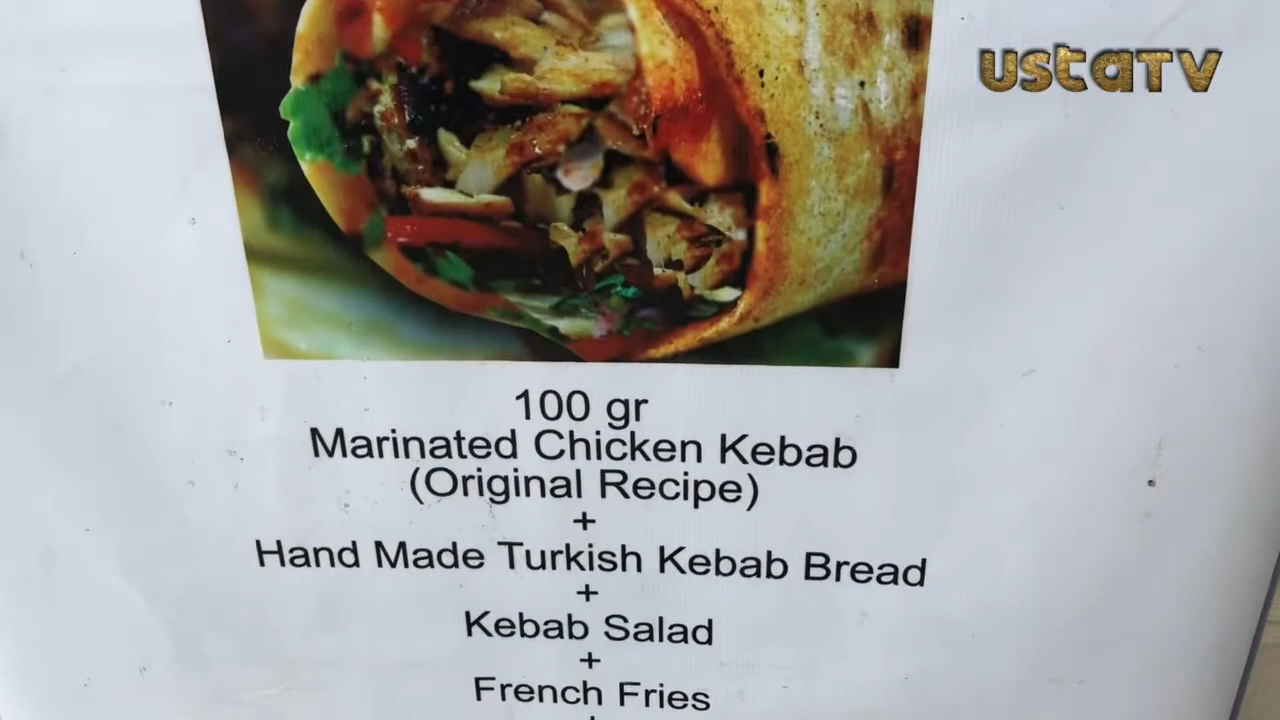 ustatv
100 gr
Marinated Chicken Kebab
(Original Recipe)
+
Hand Made Turkish Kebab Bread
+
Kebab Salad
+
French Fries